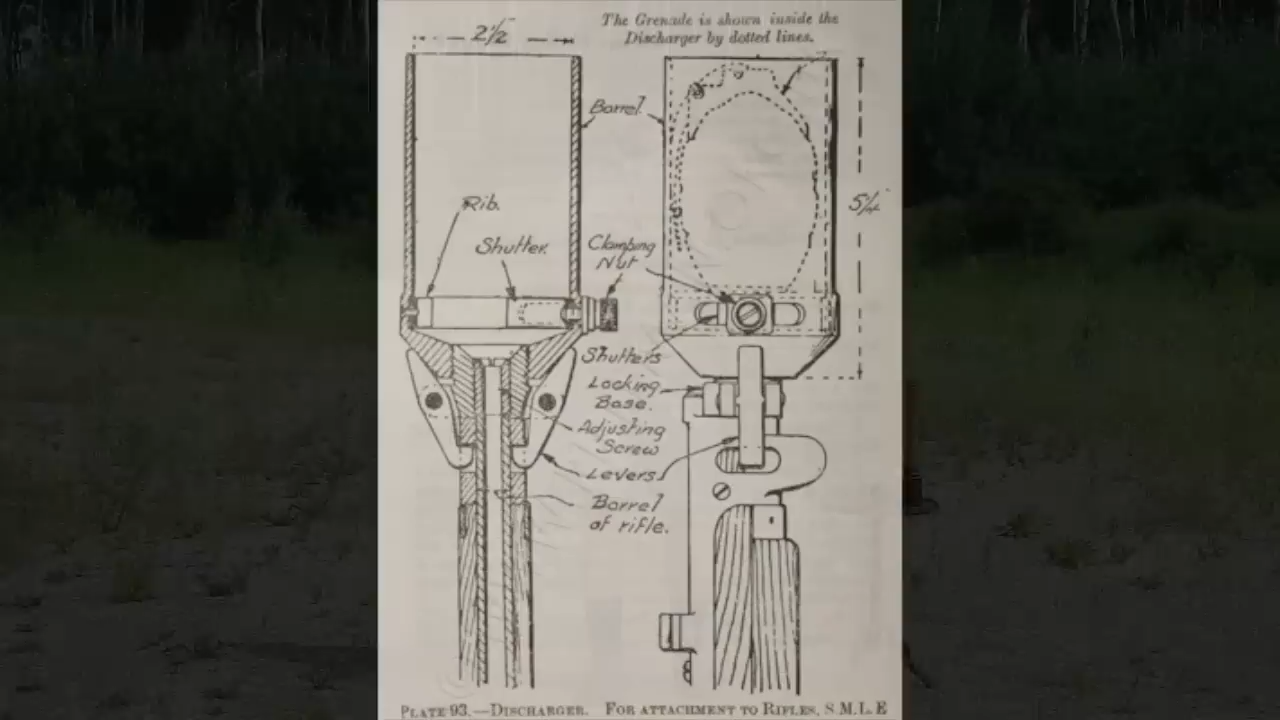 The Grenade is shown inside the
Discharger by dotted lines.
2½"
Barrel.
5¼"
Rib.
Shutter.
Clamping
Nut
Shutters
Locking
Base.
Adjusting
Screw
Levers
Barrel
of rifle.
PLATE 93.—DISCHARGER. FOR ATTACHMENT TO RIFLES, S.M.L.E